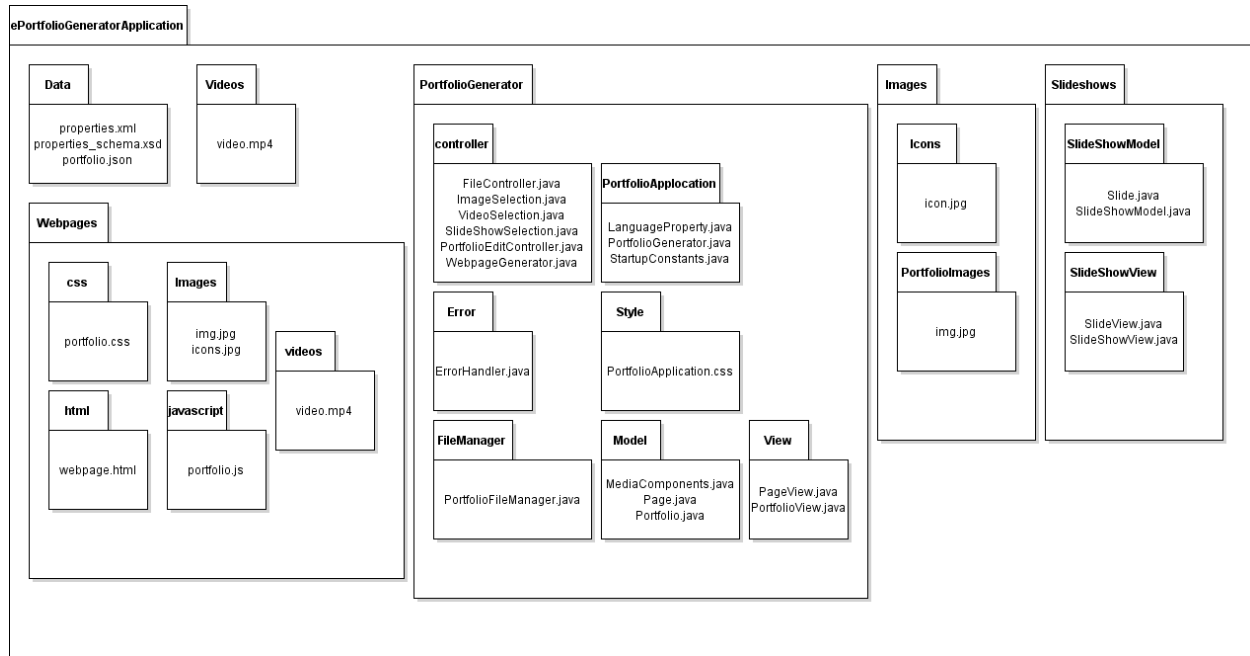 ePortfolioGeneratorApplication
Data
properties.xml
properties_schema.xsd
portfolio.json
Videos
video.mp4
Webpages
css
portfolio.css
Images
img.jpg
icons.jpg
videos
video.mp4
html
webpage.html
javascript
portfolio.js
PortfolioGenerator
controller
FileController.java
ImageSelection.java
VideoSelection.java
SlideShowSelection.java
PortfolioEditController.java
WebpageGenerator.java
PortfolioApplocation
LanguageProperty.java
PortfolioGenerator.java
StartupConstants.java
Error
ErrorHandler.java
Style
PortfolioApplication.css
FileManager
PortfolioFileManager.java
Model
MediaComponents.java
Page.java
Portfolio.java
View
PageView.java
PortfolioView.java
Images
Icons
icon.jpg
PortfolioImages
img.jpg
Slideshows
SlideShowModel
Slide.java
SlideShowModel.java
SlideShowView
SlideView.java
SlideShowView.java